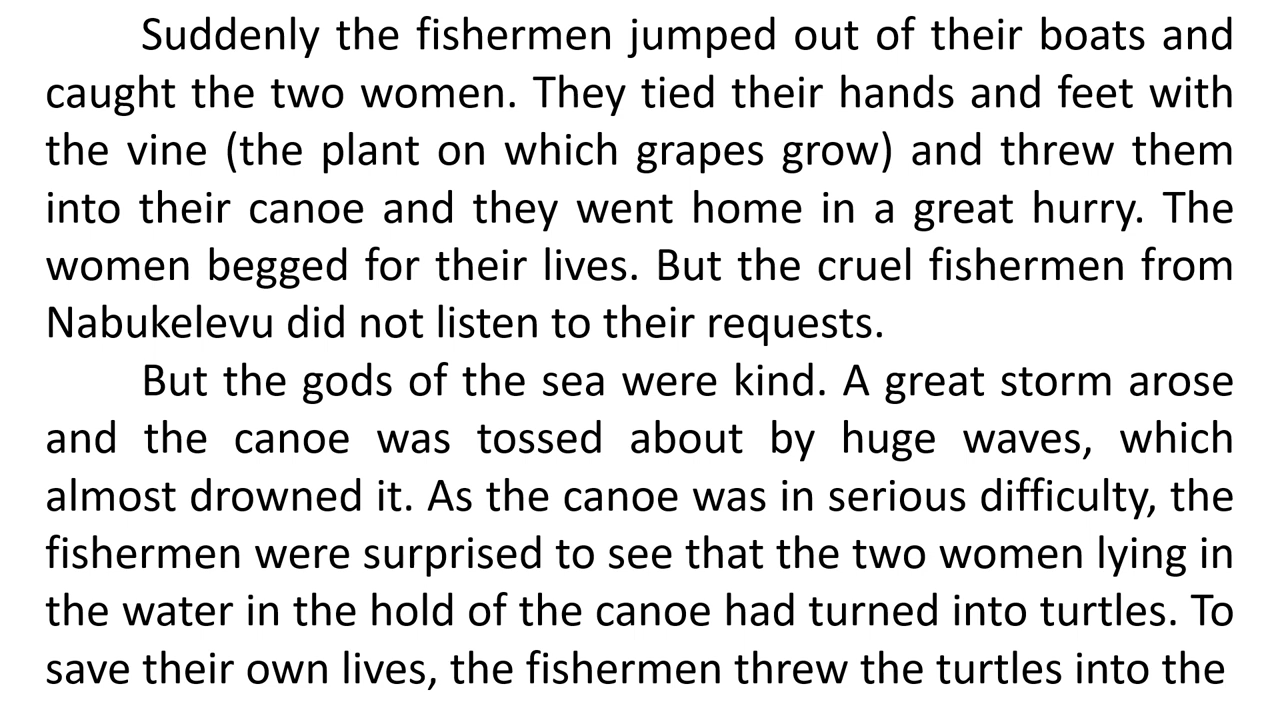 Suddenly the fishermen jumped out of their boats and
caught the two women. They tied their hands and feet with
the vine (the plant on which grapes grow) and threw them
into their canoe and they went home in a great hurry. The
women begged for their lives. But the cruel fishermen from
Nabukelevu did not listen to their requests.
But the gods of the sea were kind. A great storm arose
and the canoe was tossed about by huge waves, which
almost drowned it. As the canoe was in serious difficulty, the
fishermen were surprised to see that the two women lying in
the water in the hold of the canoe had turned into turtles. To
save their own lives, the fishermen threw the turtles into the